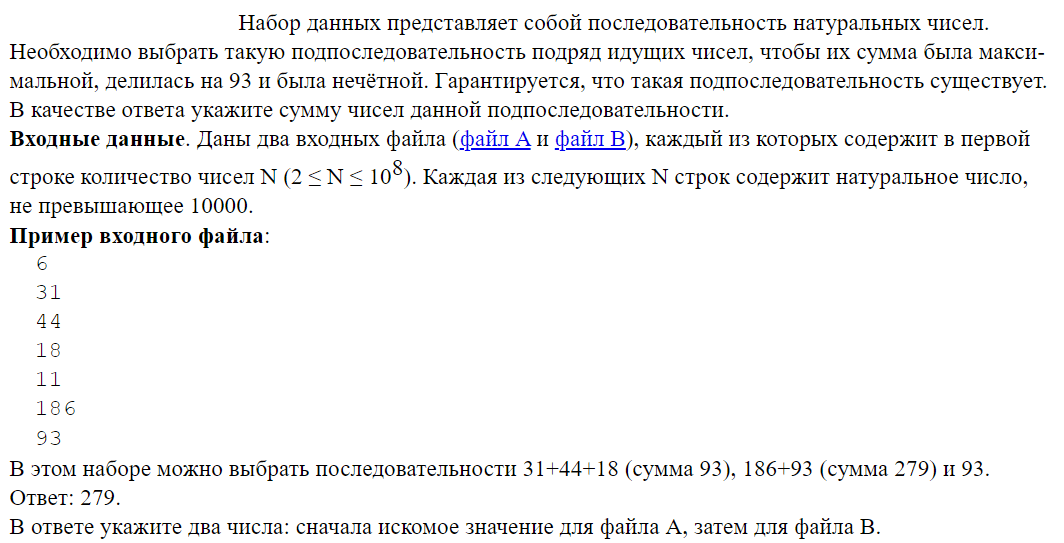 Набор данных представляет собой последовательность натуральных чисел.
Необходимо выбрать такую подпоследовательность подряд идущих чисел, чтобы их сумма была макси-
мальной, делилась на 93 и была нечётной. Гарантируется, что такая подпоследовательность существует.
В качестве ответа укажите сумму чисел данной подпоследовательности.
Входные данные. Даны два входных файла (файл A и файл B), каждый из которых содержит в первой
строке количество чисел N (2 ≤ N ≤ 10⁸). Каждая из следующих N строк содержит натуральное число,
не превышающее 10000.
Пример входного файла:
6
31
44
18
11
186
93
В этом наборе можно выбрать последовательности 31+44+18 (сумма 93), 186+93 (сумма 279) и 93.
Ответ: 279.
В ответе укажите два числа: сначала искомое значение для файла A, затем для файла B.